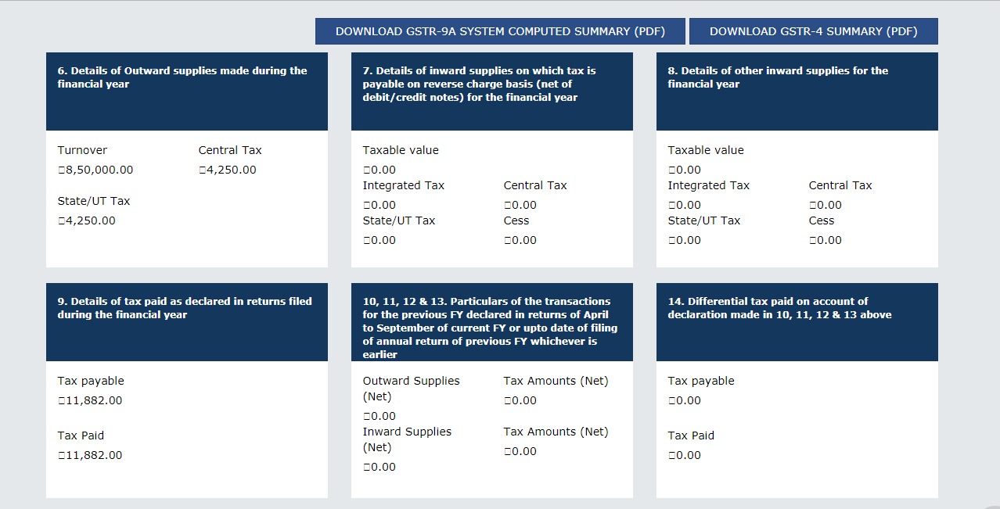 DOWNLOAD GSTR-9A SYSTEM COMPUTED SUMMARY (PDF)
DOWNLOAD GSTR-4 SUMMARY (PDF)
6. Details of Outward supplies made during the
financial year
Turnover
Central Tax
□8,50,000.00
□4,250.00
State/UT Tax
□4,250.00
7. Details of inward supplies on which tax is
payable on reverse charge basis (net of
debit/credit notes) for the financial year
Taxable value
□0.00
Integrated Tax
Central Tax
□0.00
□0.00
State/UT Tax
Cess
□0.00
□0.00
8. Details of other inward supplies for the
financial year
Taxable value
□0.00
Integrated Tax
Central Tax
□0.00
□0.00
State/UT Tax
Cess
□0.00
□0.00
9. Details of tax paid as declared in returns filed
during the financial year
Tax payable
□11,882.00
Tax Paid
□11,882.00
10, 11, 12 & 13. Particulars of the transactions
for the previous FY declared in returns of April
to September of current FY or upto date of filing
of annual return of previous FY whichever is
earlier
Outward Supplies
(Net)
Tax Amounts (Net)
□0.00
□0.00
Inward Supplies
(Net)
Tax Amounts (Net)
□0.00
□0.00
14. Differential tax paid on account of
declaration made in 10, 11, 12 & 13 above
Tax payable
□0.00
Tax Paid
□0.00